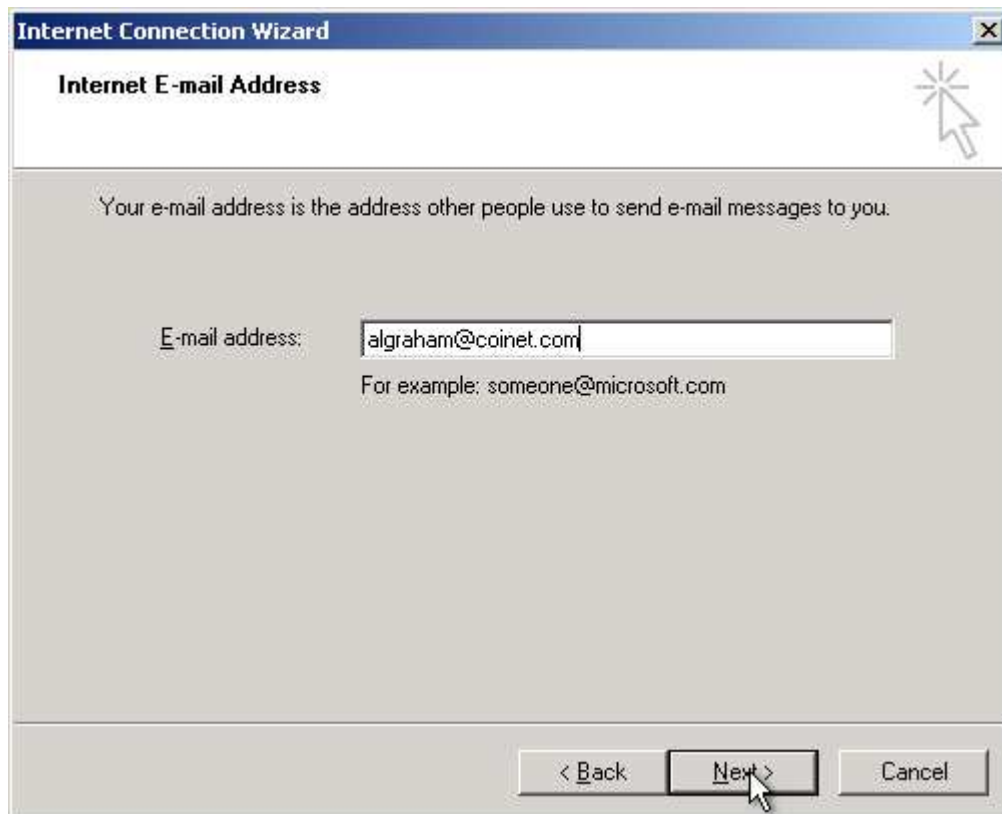 Internet Connection Wizard
Internet E-mail Address
Your e-mail address is the address other people use to send e-mail messages to you.
E-mail address: algraham@coinet.com
For example: someone@microsoft.com
< Back Next > Cancel